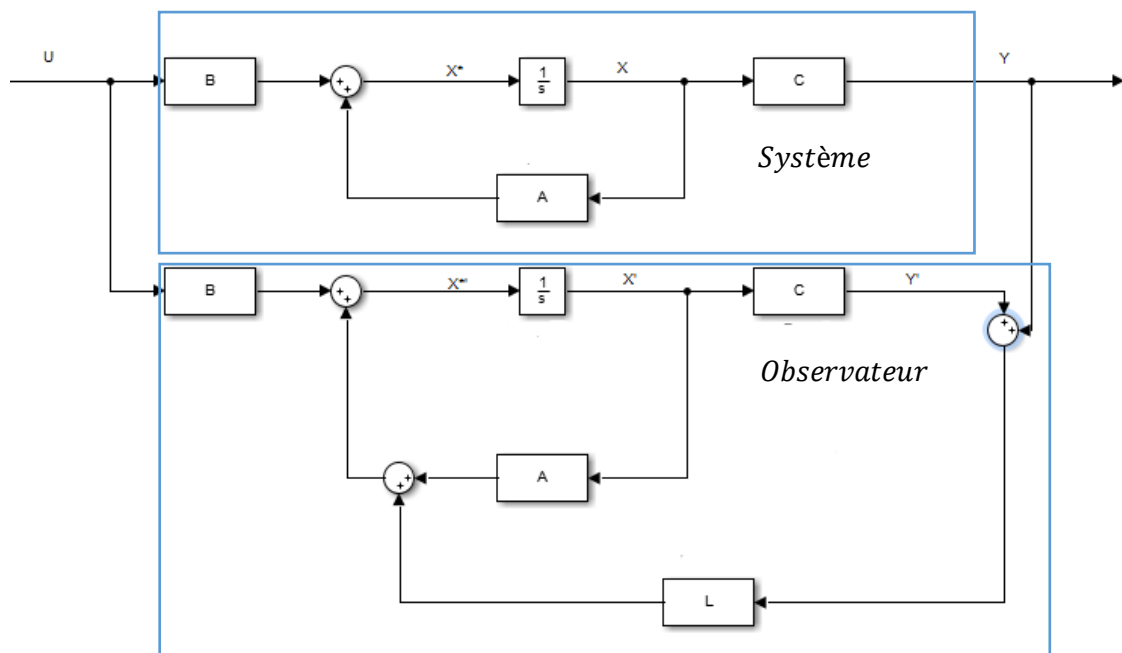 U
B
+
+
X*
1
s
X
C
Y
Système
A
B
+
+
X*'
1
s
X'
C
Y'
+
+
Observateur
A
+
+
L